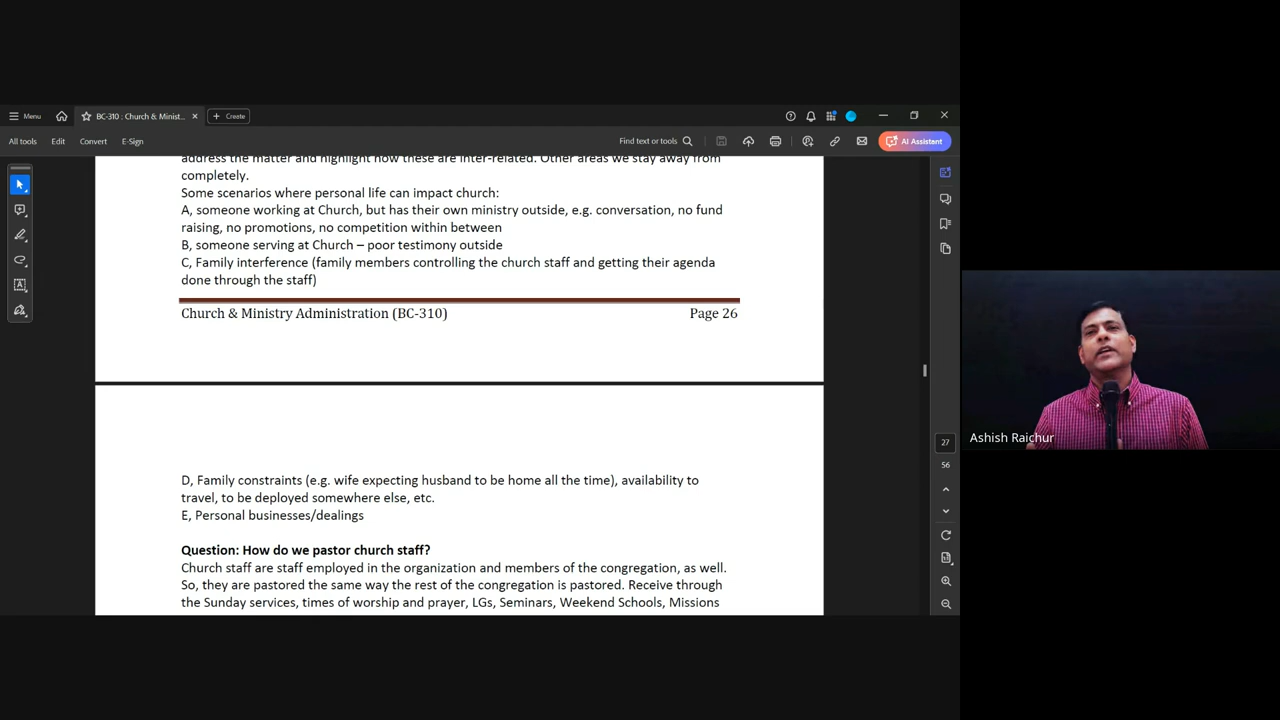 Menu
BC-310 : Church & Minist...
Create
All tools
Edit
Convert
E-Sign
Find text or tools
AI Assistant
address the matter and highlight how these are inter-related. Other areas we stay away from
completely.
Some scenarios where personal life can impact church:
A, someone working at Church, but has their own ministry outside, e.g. conversation, no fund
raising, no promotions, no competition within between
B, someone serving at Church – poor testimony outside
C, Family interference (family members controlling the church staff and getting their agenda
done through the staff)
Church & Ministry Administration (BC-310)
Page 26
D, Family constraints (e.g. wife expecting husband to be home all the time), availability to
travel, to be deployed somewhere else, etc.
E, Personal businesses/dealings
Question: How do we pastor church staff?
Church staff are staff employed in the organization and members of the congregation, as well.
So, they are pastored the same way the rest of the congregation is pastored. Receive through
the Sunday services, times of worship and prayer, LGs, Seminars, Weekend Schools, Missions
27
56
Ashish Raichur